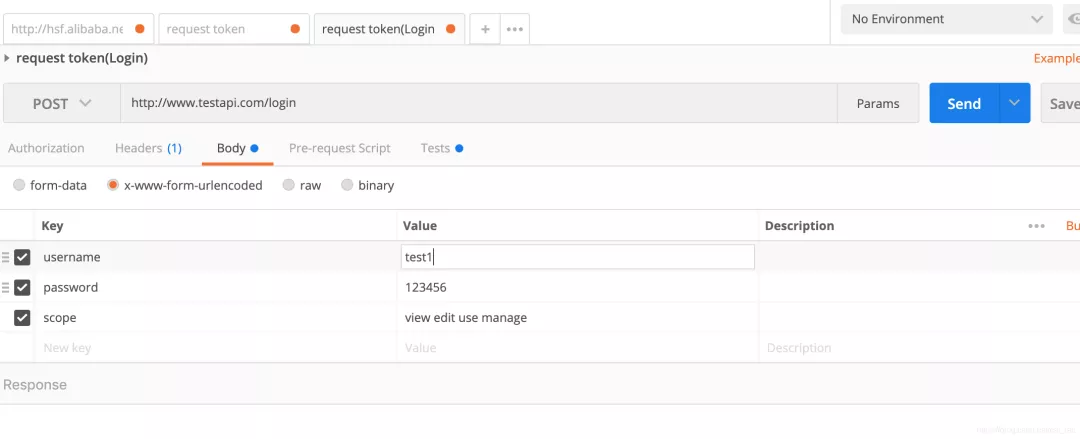 http://hsf.alibaba.ne request token request token(Login + ••• No Environment
request token(Login) Example
POST http://www.testapi.com/login Params Send Save
Authorization Headers (1) Body Pre-request Script Tests
form-data x-www-form-urlencoded raw binary
Key Value Description ••• Bu
username test1
password 123456
scope view edit use manage
New key Value Description
Response